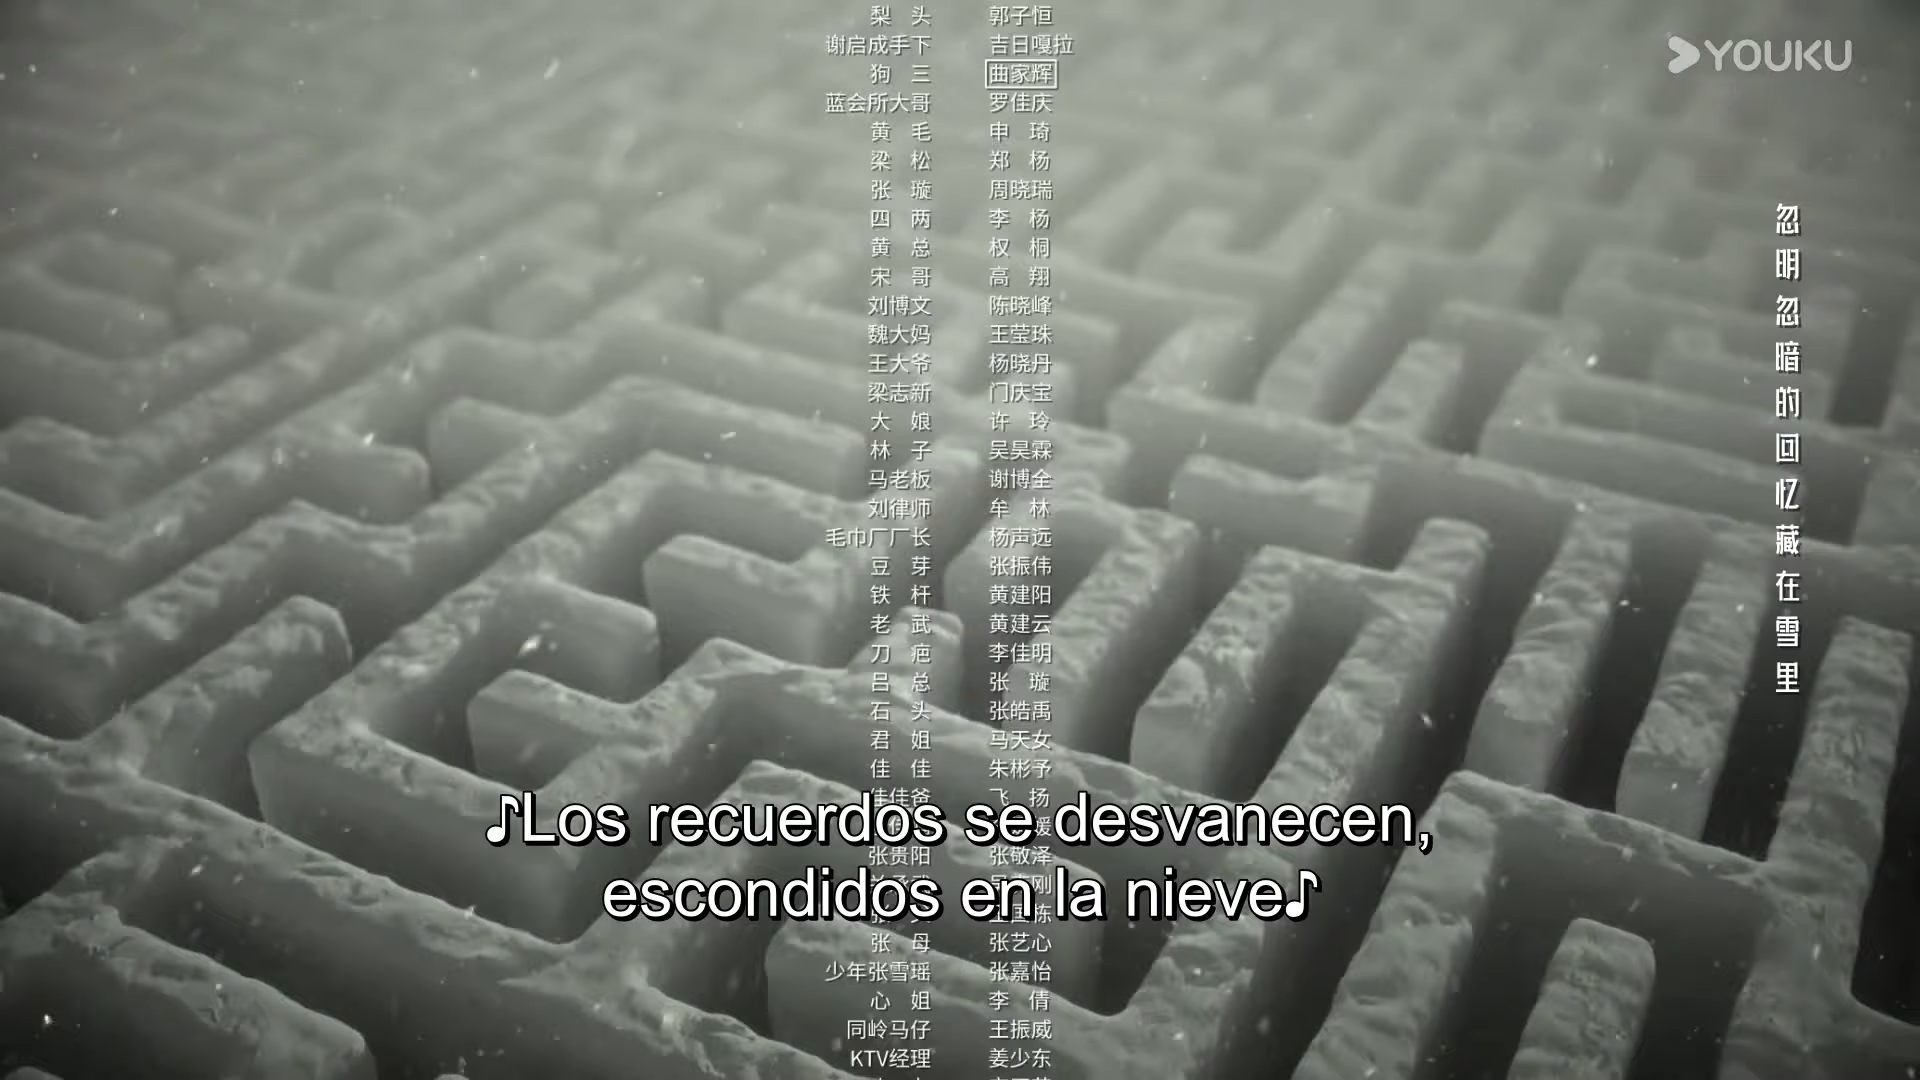 梨 头 郭子恒
谢启成手下 吉日嘎拉
狗 三 曲家辉
蓝会所大哥 罗佳庆
黄 毛 申 琦
梁 松 郑 杨
张 璇 周晓瑞
四 两 李 杨
黄 总 权 桐
宋 哥 高 翔
刘博文 陈晓峰
魏大妈 王莹珠
王大爷 杨晓丹
梁志新 门庆宝
大 娘 许 玲
林 子 吴昊霖
马老板 谢博全
刘律师 牟 林
毛巾厂厂长 杨声远
豆 芽 张振伟
铁 杆 黄建阳
老 武 黄建云
刀 疤 李佳明
吕 总 张 璇
石 头 张皓禹
君 姐 马天女
佳 佳 朱彬予
佳佳爸 飞 扬
张贵阳 张敬泽
张 母 张艺心
少年张雪瑶 张嘉怡
心 姐 李 倩
同岭马仔 王振威
KTV经理 姜少东
YOUKU
忽明忽暗的回忆藏在雪里
♪Los recuerdos se desvanecen,
escondidos en la nieve♪